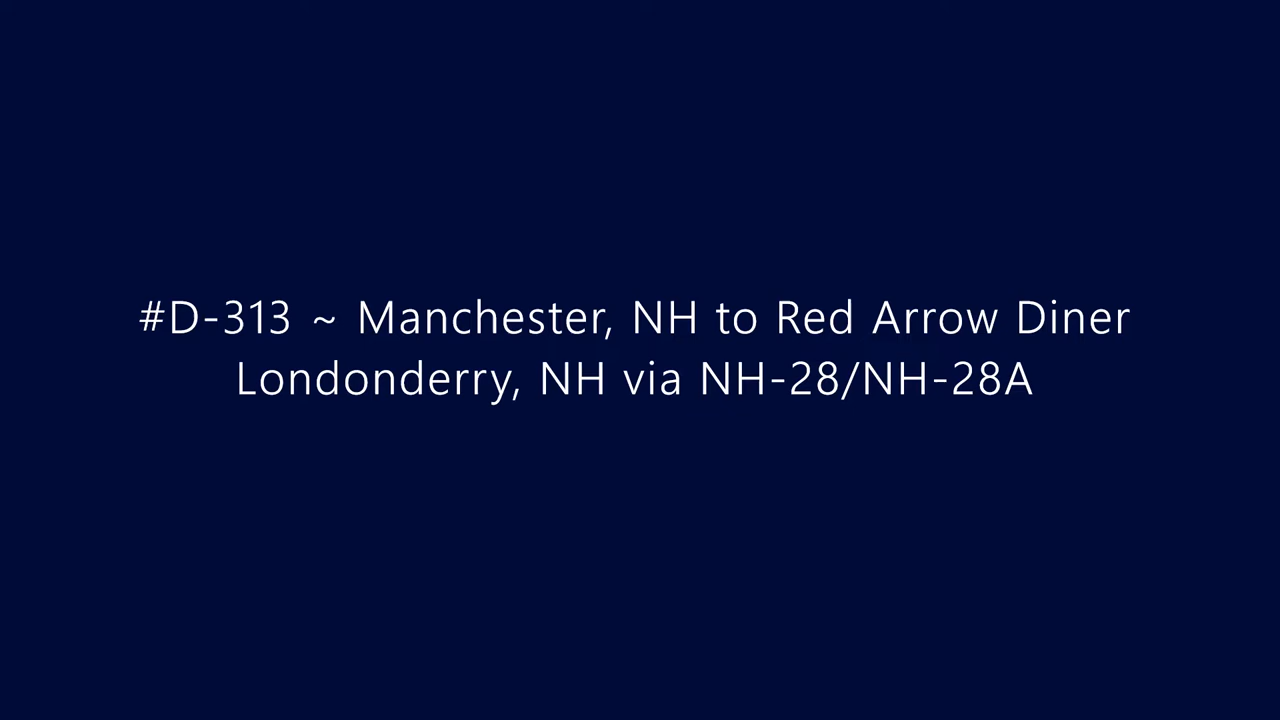 #D-313 ~ Manchester, NH to Red Arrow Diner
Londonderry, NH via NH-28/NH-28A